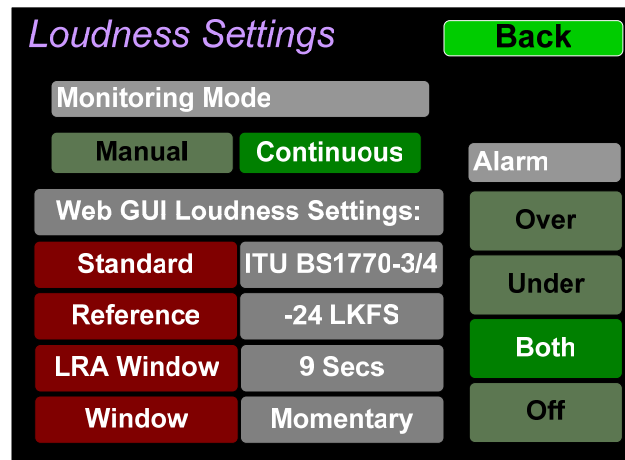 Loudness Settings
Back
Monitoring Mode
Manual
Continuous
Alarm
Web GUI Loudness Settings:
Over
Standard
ITU BS1770-3/4
Under
Reference
-24 LKFS
Both
LRA Window
9 Secs
Window
Momentary
Off